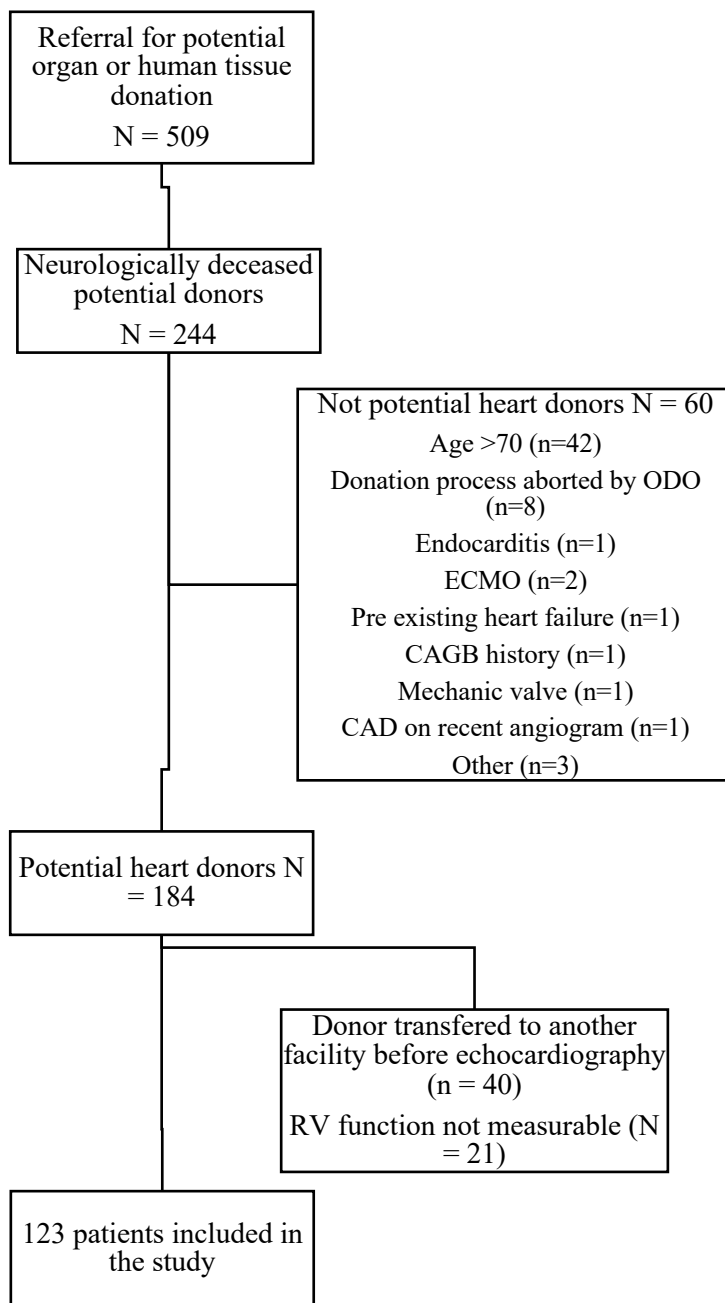 Referral for potential
organ or human tissue
donation
N = 509
Neurologically deceased
potential donors
N = 244
Not potential heart donors N = 60
Age >70 (n=42)
Donation process aborted by ODO
(n=8)
Endocarditis (n=1)
ECMO (n=2)
Pre existing heart failure (n=1)
CAGB history (n=1)
Mechanic valve (n=1)
CAD on recent angiogram (n=1)
Other (n=3)
Potential heart donors N
= 184
Donor transfered to another
facility before echocardiography
(n = 40)
RV function not measurable (N
= 21)
123 patients included in
the study